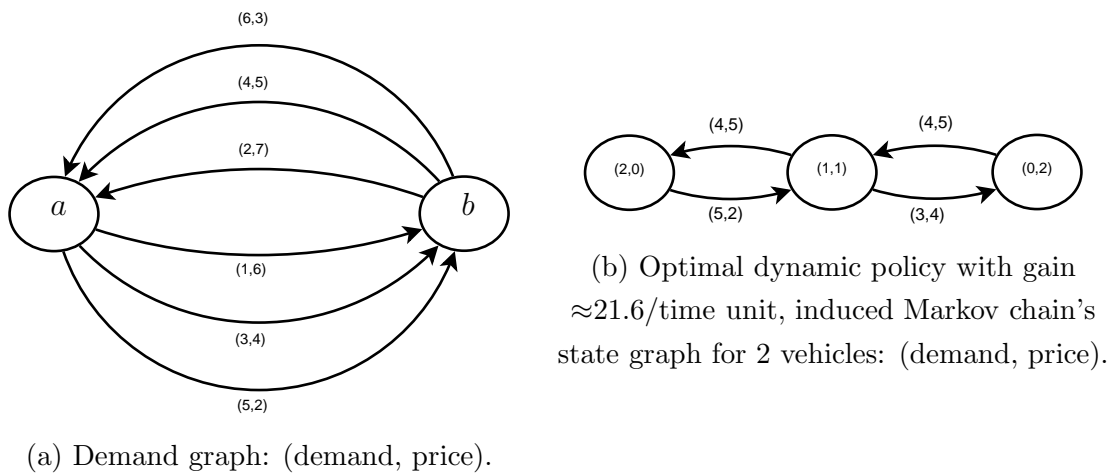 (6,3)
(4,5)
(2,7)
a
b
(1,6)
(3,4)
(5,2)
(a) Demand graph: (demand, price).
(4,5)
(4,5)
(2,0)
(1,1)
(0,2)
(5,2)
(3,4)
(b) Optimal dynamic policy with gain
≈21.6/time unit, induced Markov chain's
state graph for 2 vehicles: (demand, price).